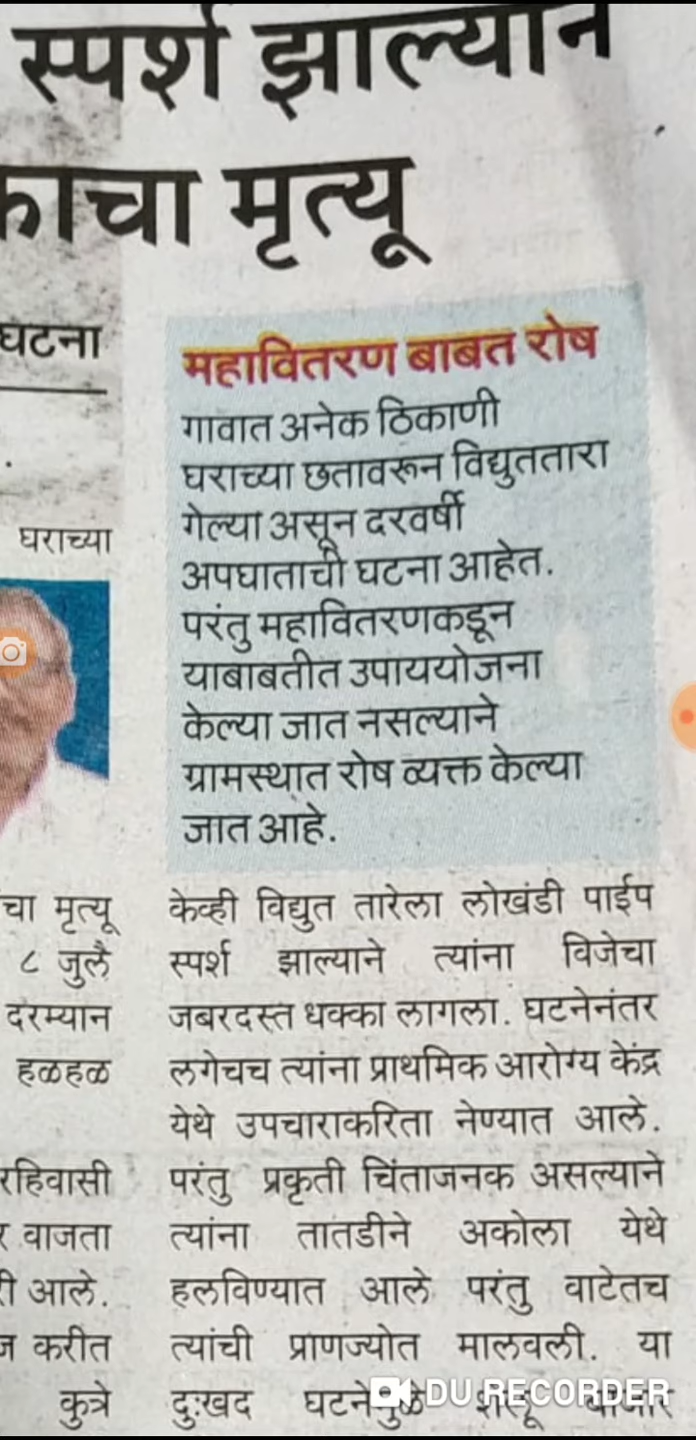 स्पर्श झाल्याने
काचा मृत्यू
घटना
घराच्या
चा मृत्यू
८ जुलै
दरम्यान
हळहळ
रहिवासी
वाजता
आले.
करीत
कुत्रे
महावितरण बाबत रोष
गावात अनेक ठिकाणी
घराच्या छतावरून विद्युततारा
गेल्या असून दरवर्षी
अपघाताची घटना आहेत.
परंतु महावितरणकडून
याबाबतीत उपाययोजना
केल्या जात नसल्याने
ग्रामस्थात रोष व्यक्त केल्या
जात आहे.
केव्ही विद्युत तारेला लोखंडी पाईप
स्पर्श झाल्याने त्यांना विजेचा
जबरदस्त धक्का लागला. घटनेनंतर
लगेचच त्यांना प्राथमिक आरोग्य केंद्र
येथे उपचाराकरिता नेण्यात आले.
परंतु प्रकृती चिंताजनक असल्याने
त्यांना तातडीने अकोला येथे
हलविण्यात आले परंतु वाटेतच
त्यांची प्राणज्योत मालवली. या
दुःखद घटनेमुळे शेलू बाजार
DU RECORDER